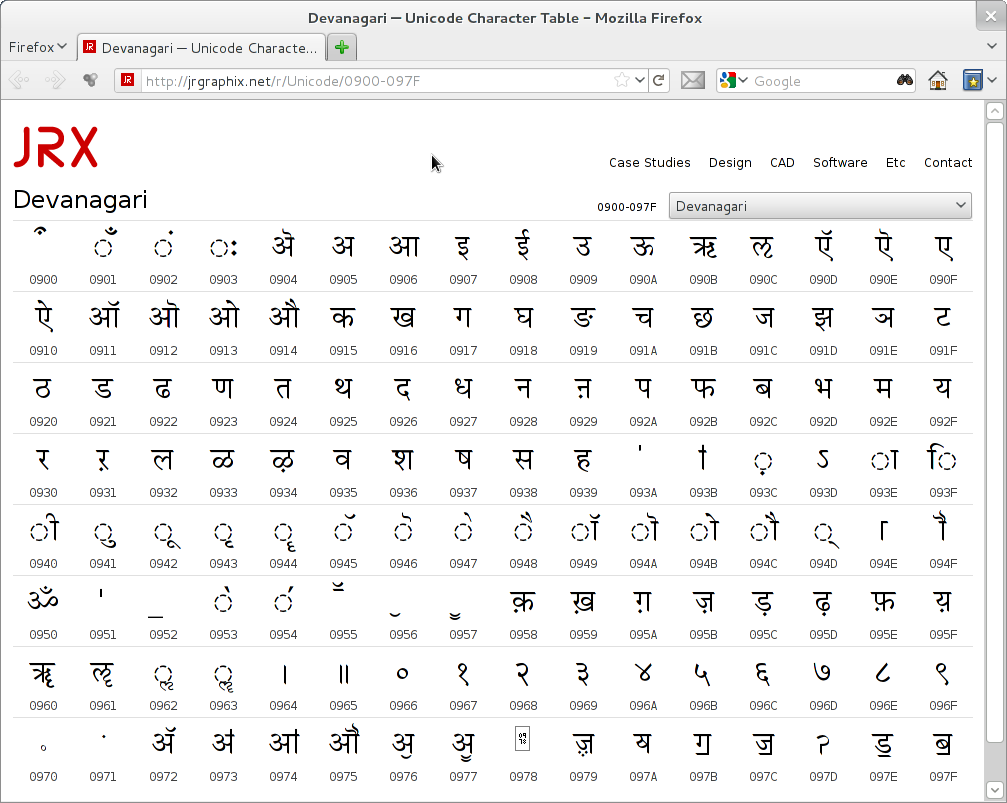 Devanagari — Unicode Character Table - Mozilla Firefox
Firefox
Devanagari — Unicode Characte...
http://jrgraphix.net/r/Unicode/0900-097F
Google
JRX
Case Studies Design CAD Software Etc Contact
Devanagari
0900-097F Devanagari
ऀ ँ ं ः ऄ अ आ इ ई उ ऊ ऋ ऌ ऍ ऎ ए
0900 0901 0902 0903 0904 0905 0906 0907 0908 0909 090A 090B 090C 090D 090E 090F
ऐ ऑ ऒ ओ औ क ख ग घ ङ च छ ज झ ञ ट
0910 0911 0912 0913 0914 0915 0916 0917 0918 0919 091A 091B 091C 091D 091E 091F
ठ ड ढ ण त थ द ध न ऩ प फ ब भ म य
0920 0921 0922 0923 0924 0925 0926 0927 0928 0929 092A 092B 092C 092D 092E 092F
र ऱ ल ळ ऴ व श ष स ह ऺ ऻ ़ ऽ ा ि
0930 0931 0932 0933 0934 0935 0936 0937 0938 0939 093A 093B 093C 093D 093E 093F
ी ु ू ृ ॄ ॅ ॆ े ै ॉ ॊ ो ौ ् ॎ ॏ
0940 0941 0942 0943 0944 0945 0946 0947 0948 0949 094A 094B 094C 094D 094E 094F
ॐ ॑ ॒ ॓ ॔ ॕ ॖ ॗ क़ ख़ ग़ ज़ ड़ ढ़ फ़ य़
0950 0951 0952 0953 0954 0955 0956 0957 0958 0959 095A 095B 095C 095D 095E 095F
ॠ ॡ ॢ ॣ । ॥ ० १ २ ३ ४ ५ ६ ७ ८ ९
0960 0961 0962 0963 0964 0965 0966 0967 0968 0969 096A 096B 096C 096D 096E 096F
॰ ॱ ॲ ॳ ॴ ॵ ॶ ॷ ॸ ॹ ॺ ॻ ॼ ॽ ॾ ॿ
0970 0971 0972 0973 0974 0975 0976 0977 0978 0979 097A 097B 097C 097D 097E 097F